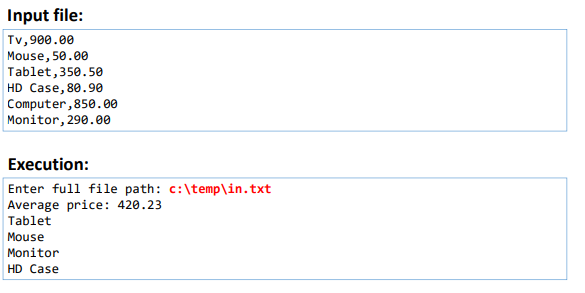 Input file:
Tv,900.00
Mouse,50.00
Tablet,350.50
HD Case,80.90
Computer,850.00
Monitor,290.00
Execution:
Enter full file path: c:\temp\in.txt
Average price: 420.23
Tablet
Mouse
Monitor
HD Case